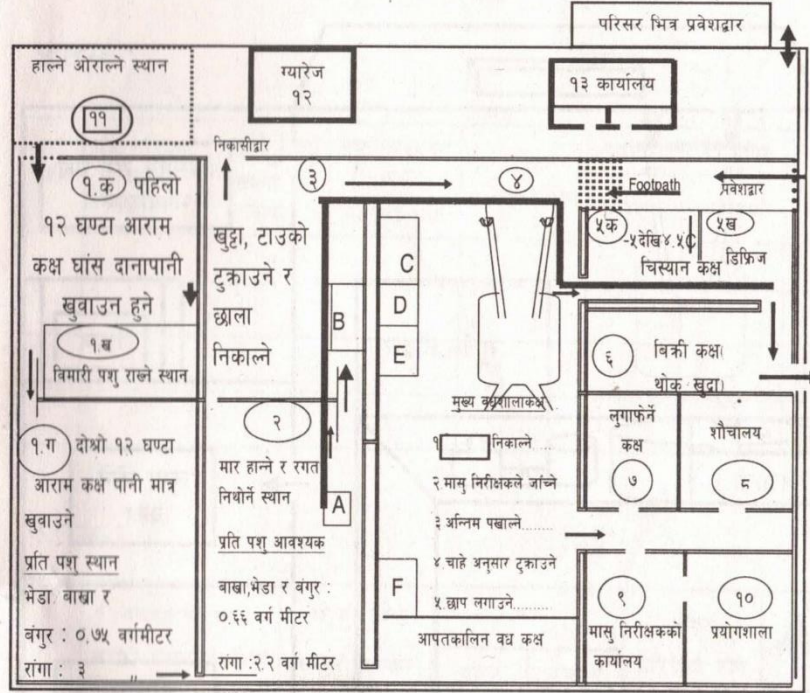 परिसर भित्र प्रवेशद्वार
हाल्ने ओराल्ने स्थान
११
ग्यारेज
१२
१३ कार्यालय
निकासीद्वार
३
४
Footpath
प्रवेशद्वार
१.क पहिलो
१२ घण्टा आराम
कक्ष घांस दानापानी
खुवाउन हुने
१.ख
विमारी पशु राख्ने स्थान
१.ग दोश्रो १२ घण्टा
आराम कक्ष पानी मात्र
खुवाउने
प्रति पशु स्थान
भेडा बाखा र
वंगुर : ०.७५ वर्गमीटर
रांगा : ३ "
खुट्टा, टाउको
टुक्राउने र
छाला
निकाल्ने
२
मार हान्ने र रगत
निथोर्ने स्थान
प्रति पशु आवश्यक
बाखा,भेडा र वंगुर :
०.६६ वर्ग मीटर
रांगा :२.२ वर्ग मीटर
A
B
C
D
E
F
मुख्य वधशालाकक्ष
१ निकाल्ने
२ मासु निरीक्षकले जांच्ने
३ अन्तिम पखाल्ने
४. चाहे अनुसार टुक्राउने
५. छाप लगाउने
आपतकालिन वध कक्ष
५क -५देखि ४.५C
५ख
चिस्यान कक्ष
डिफ्रिज
६ बिक्री कक्ष
थोक खुद्रा
लुगाफेर्ने
कक्ष
७
शौचालय
८
९
मासु निरीक्षकको
कार्यालय
१०
प्रयोगशाला